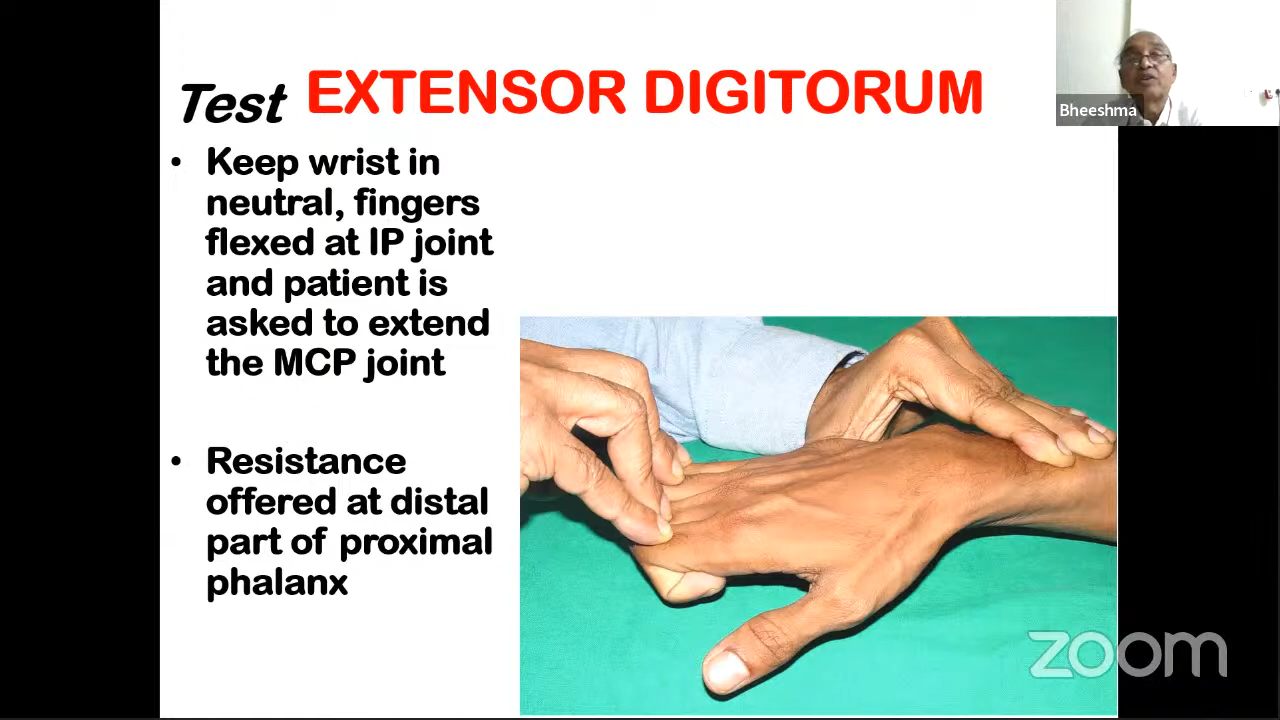 Test EXTENSOR DIGITORUM
• Keep wrist in
neutral, fingers
flexed at IP joint
and patient is
asked to extend
the MCP joint
• Resistance
offered at distal
part of proximal
phalanx
Bheeshma
zoom